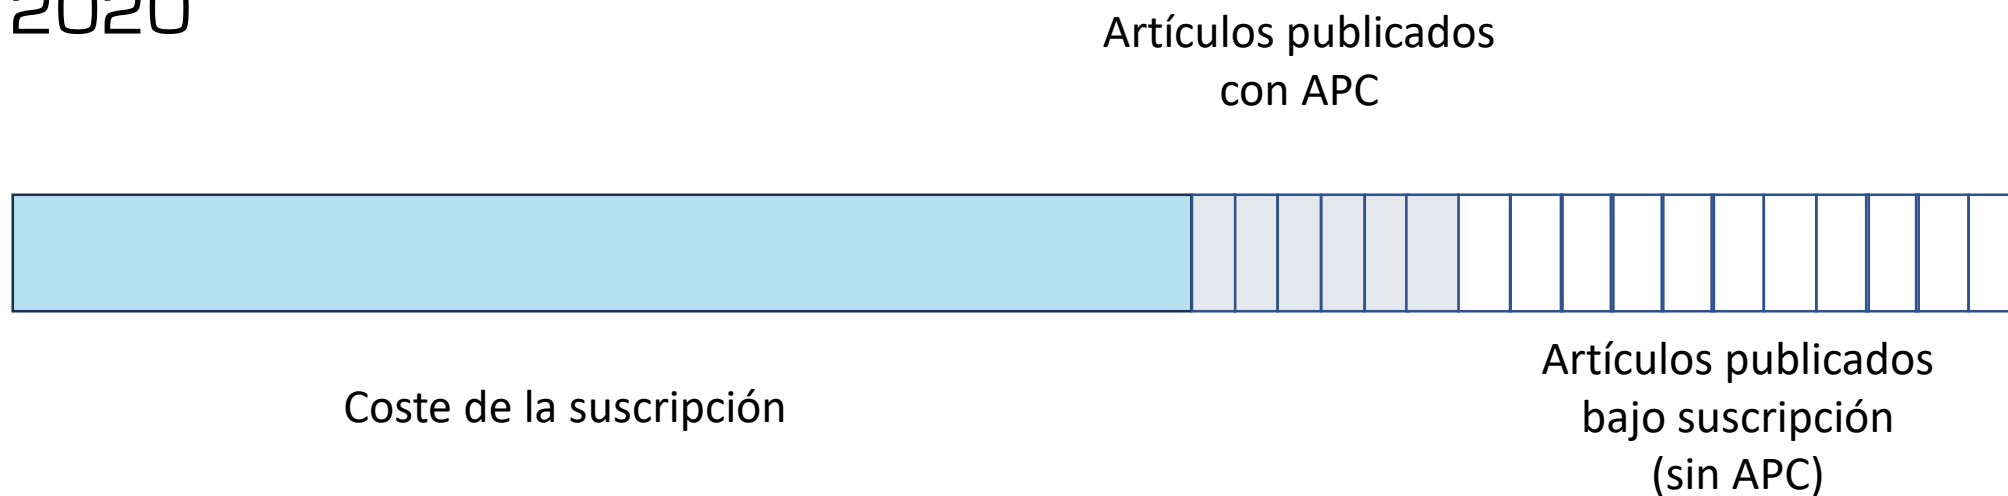 2020
Artículos publicados
con APC
Coste de la suscripción
Artículos publicados
bajo suscripción
(sin APC)